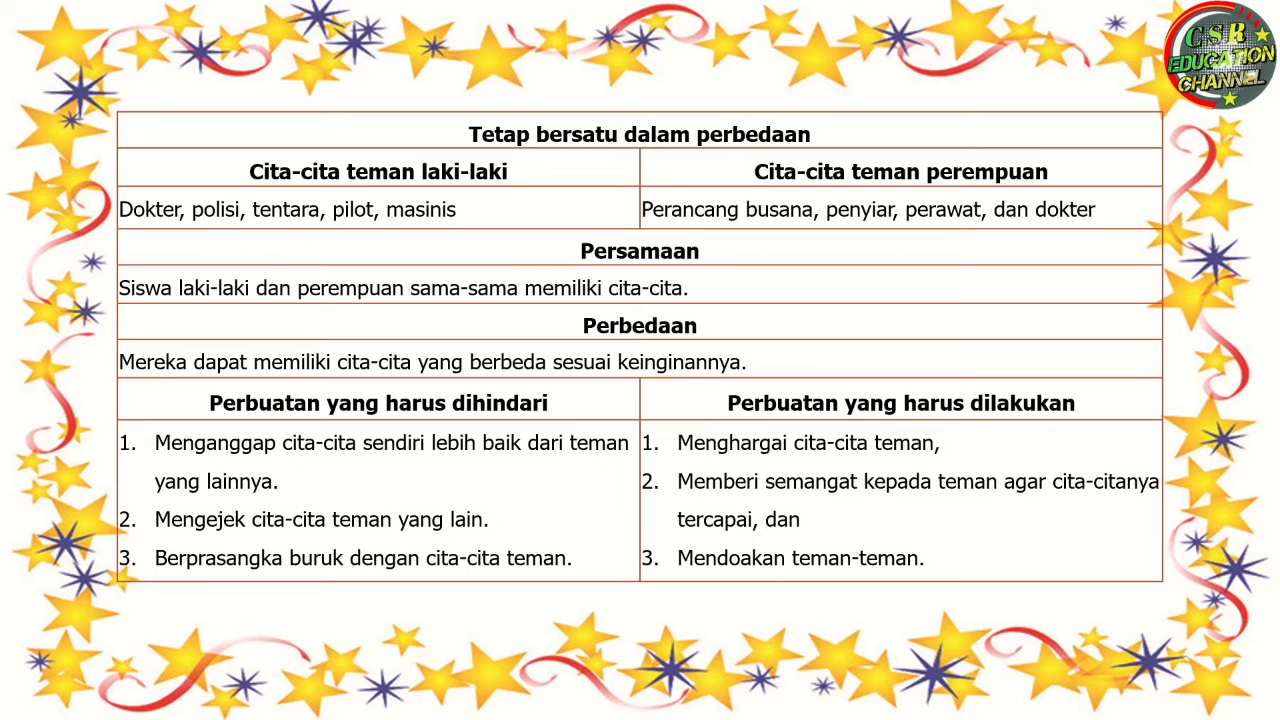 CSR
EDUCATION
CHANNEL
Tetap bersatu dalam perbedaan
Cita-cita teman laki-laki
Cita-cita teman perempuan
Dokter, polisi, tentara, pilot, masinis
Perancang busana, penyiar, perawat, dan dokter
Persamaan
Siswa laki-laki dan perempuan sama-sama memiliki cita-cita.
Perbedaan
Mereka dapat memiliki cita-cita yang berbeda sesuai keinginannya.
Perbuatan yang harus dihindari
Perbuatan yang harus dilakukan
1. Menganggap cita-cita sendiri lebih baik dari teman
yang lainnya.
2. Mengejek cita-cita teman yang lain.
3. Berprasangka buruk dengan cita-cita teman.
1. Menghargai cita-cita teman,
2. Memberi semangat kepada teman agar cita-citanya
tercapai, dan
3. Mendoakan teman-teman.